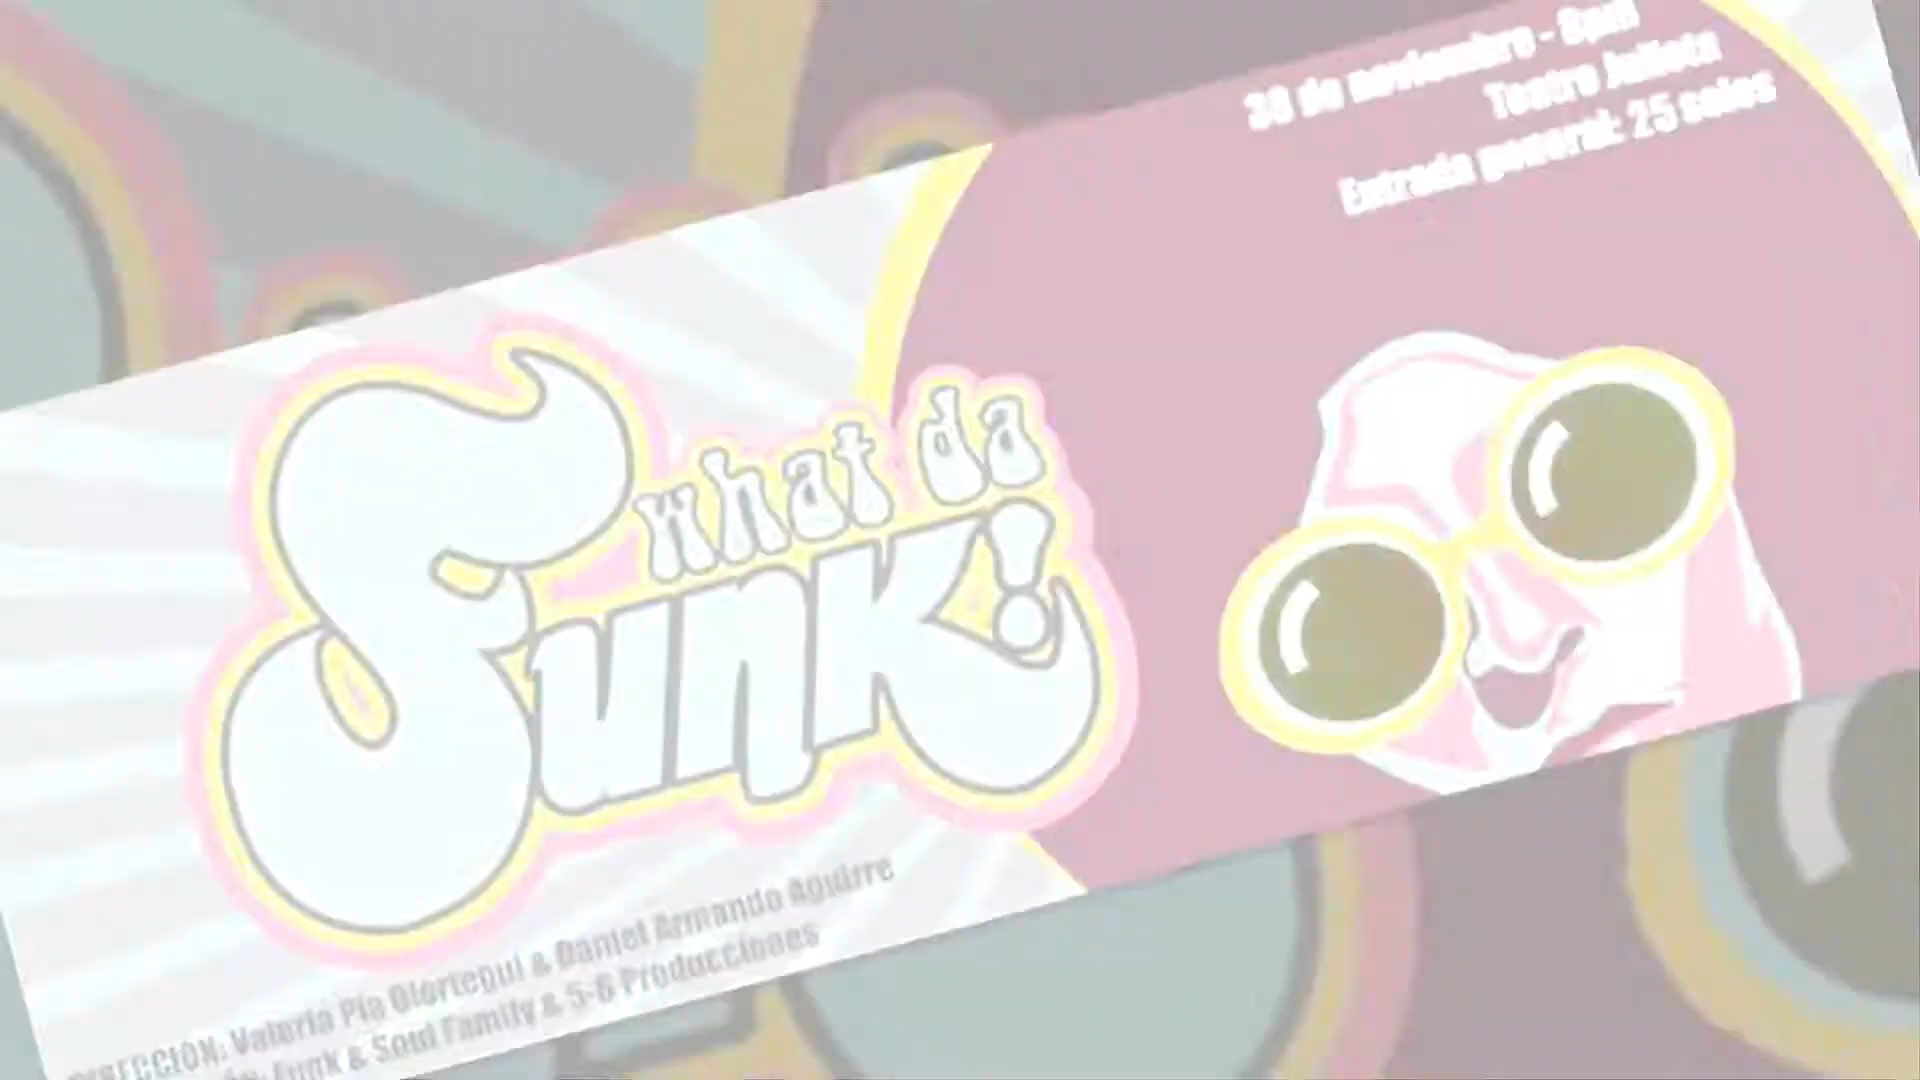 30 de noviembre - 8pm
Teatro Julieta
Entrada general: 25 soles
what da
Funk!
DIRECCIÓN: Valeria Pía Olortegui & Daniel Armando Aguirre
Funk & Soul Family & 5-6 Producciones